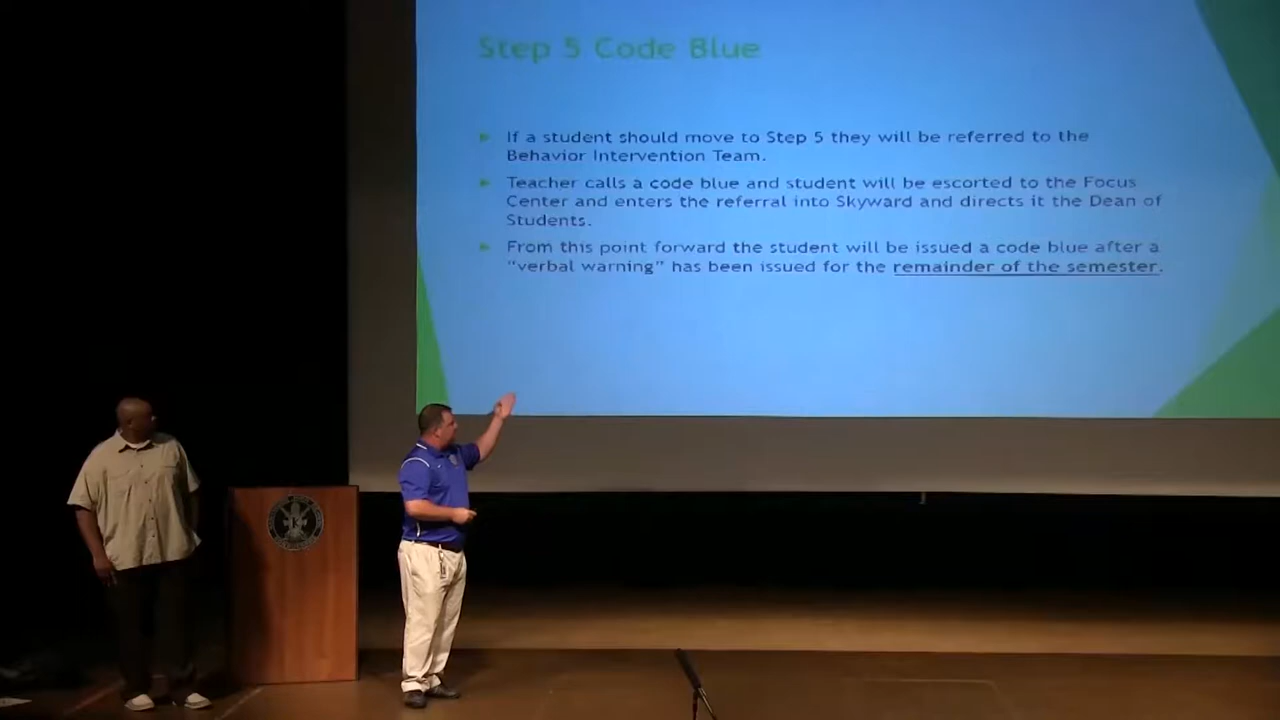 Step 5 Code Blue
If a student should move to Step 5 they will be referred to the
Behavior Intervention Team.
Teacher calls a code blue and student will be escorted to the Focus
Center and enters the referral into Skyward and directs it the Dean of
Students.
From this point forward the student will be issued a code blue after a
“verbal warning” has been issued for the remainder of the semester.